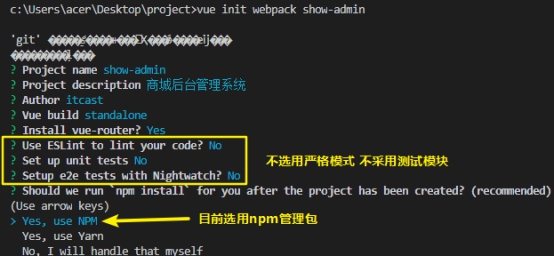 c:\Users\acer\Desktop\project>vue init webpack show-admin
'git'
? Project name show-admin
? Project description 商城后台管理系统
? Author itcast
? Vue build standalone
? Install vue-router? Yes
? Use ESLint to lint your code? No
? Set up unit tests No
不选用严格模式 不采用测试模块
? Setup e2e tests with Nightwatch? No
? Should we run `npm install` for you after the project has been created? (recommended)
(Use arrow keys)
> Yes, use NPM
目前选用npm管理包
Yes, use Yarn
No, I will handle that myself